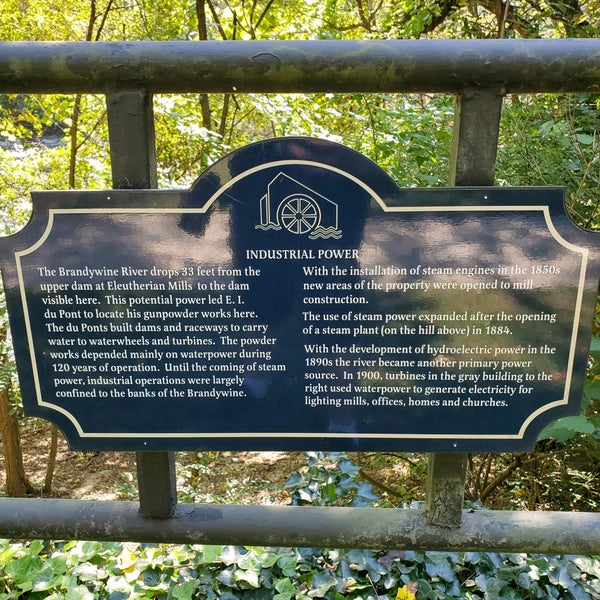 INDUSTRIAL POWER
The Brandywine River drops 33 feet from the
upper dam at Eleutherian Mills to the dam
visible here. This potential power led E. I.
du Pont to locate his gunpowder works here.
The du Ponts built dams and raceways to carry
water to waterwheels and turbines. The powder
works depended mainly on waterpower during
120 years of operation. Until the coming of steam
power, industrial operations were largely
confined to the banks of the Brandywine.
With the installation of steam engines in the 1850s
new areas of the property were opened to mill
construction.
The use of steam power expanded after the opening
of a steam plant (on the hill above) in 1884.
With the development of hydroelectric power in the
1890s the river became another primary power
source. In 1900, turbines in the gray building to the
right used waterpower to generate electricity for
lighting mills, offices, homes and churches.